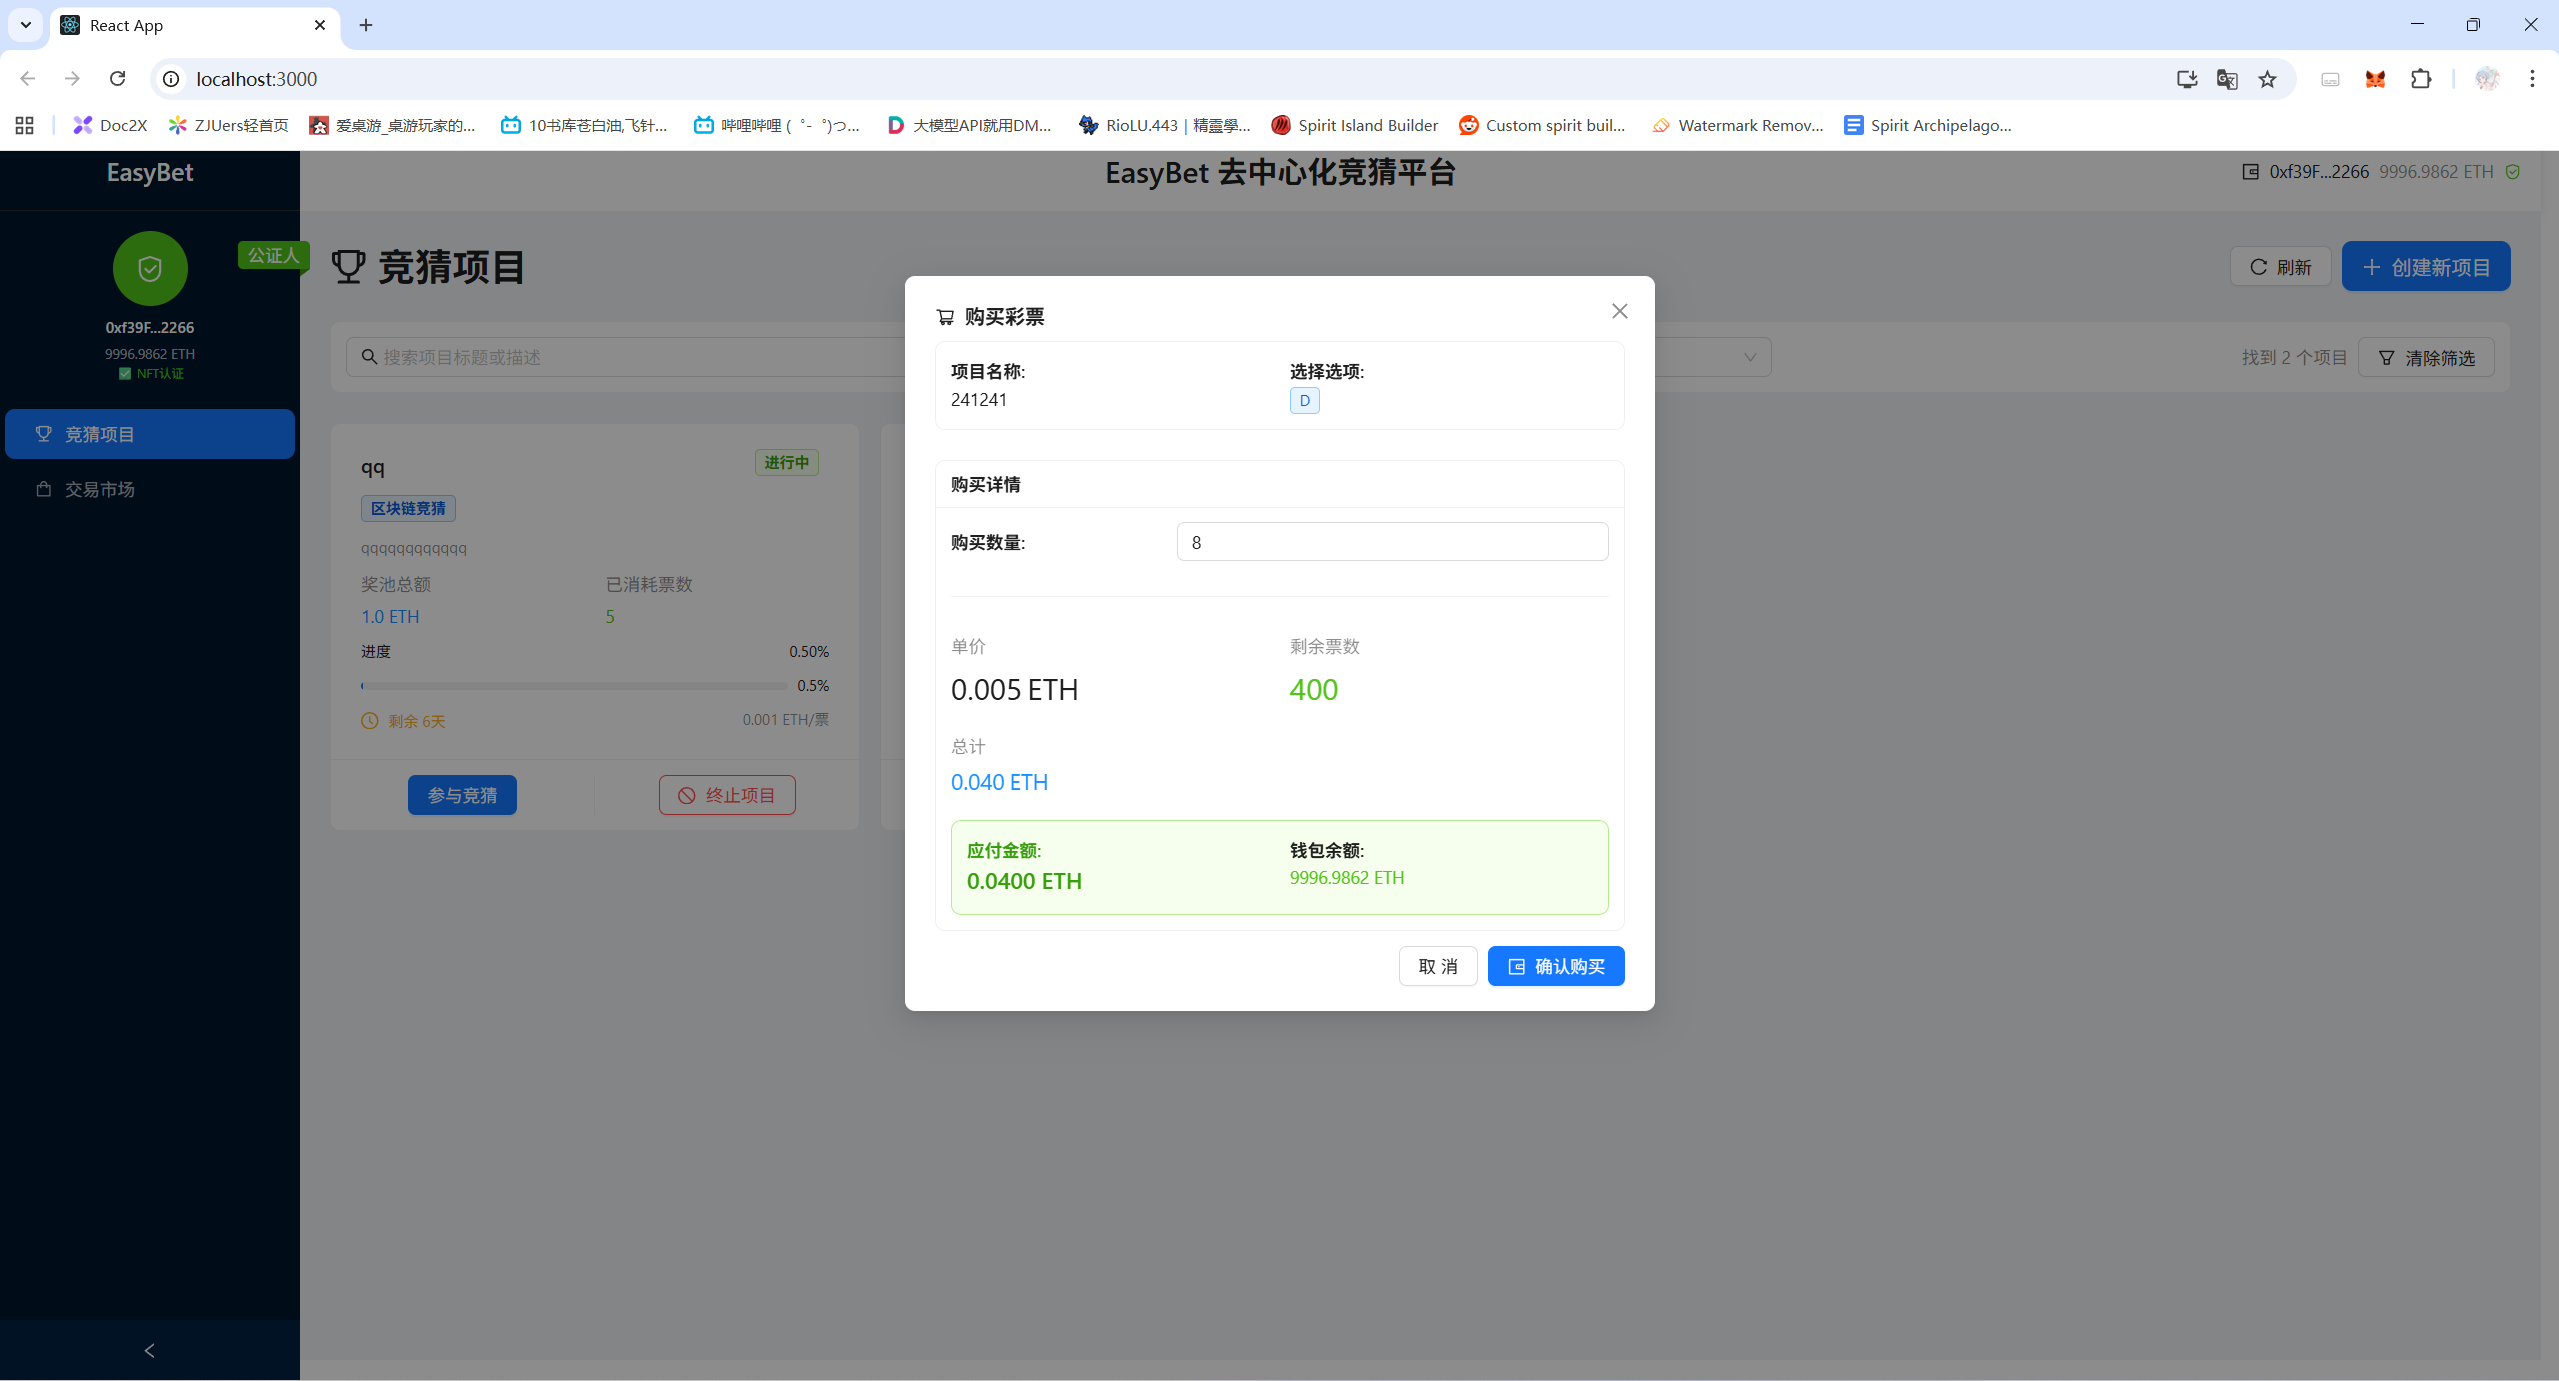 React App
localhost:3000
Doc2X
ZJUers轻首页
爱桌游_桌游玩家的...
10书库苍白油,飞针...
哔哩哔哩 ( ゜- ゜)つ...
大模型API就用DM...
RioLU.443 | 精靈學...
Spirit Island Builder
Custom spirit buil...
Watermark Remov...
Spirit Archipelago...
EasyBet
EasyBet 去中心化竞猜平台
0xf39F...2266 9996.9862 ETH
公证人
0xf39F...2266
9996.9862 ETH
NFT认证
竞猜项目
交易市场
竞猜项目
刷新
创建新项目
搜索项目标题或描述
找到 2 个项目
清除筛选
qq
进行中
区块链竞猜
qqqqqqqqqqqq
奖池总额
已消耗票数
1.0 ETH
5
进度
0.50%
0.5%
剩余 6天
0.001 ETH/票
参与竞猜
终止项目
购买彩票
项目名称:
选择选项:
241241
D
购买详情
购买数量:
8
单价
剩余票数
0.005 ETH
400
总计
0.040 ETH
应付金额:
钱包余额:
0.0400 ETH
9996.9862 ETH
取 消
确认购买